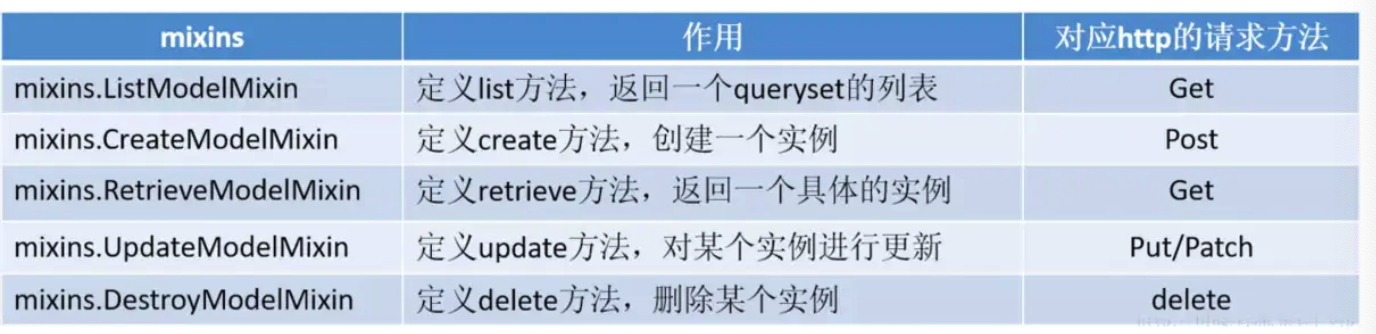 mixins 作用 对应http的请求方法
mixins.ListModelMixin 定义list方法，返回一个queryset的列表 Get
mixins.CreateModelMixin 定义create方法，创建一个实例 Post
mixins.RetrieveModelMixin 定义retrieve方法，返回一个具体的实例 Get
mixins.UpdateModelMixin 定义update方法，对某个实例进行更新 Put/Patch
mixins.DestroyModelMixin 定义delete方法，删除某个实例 delete